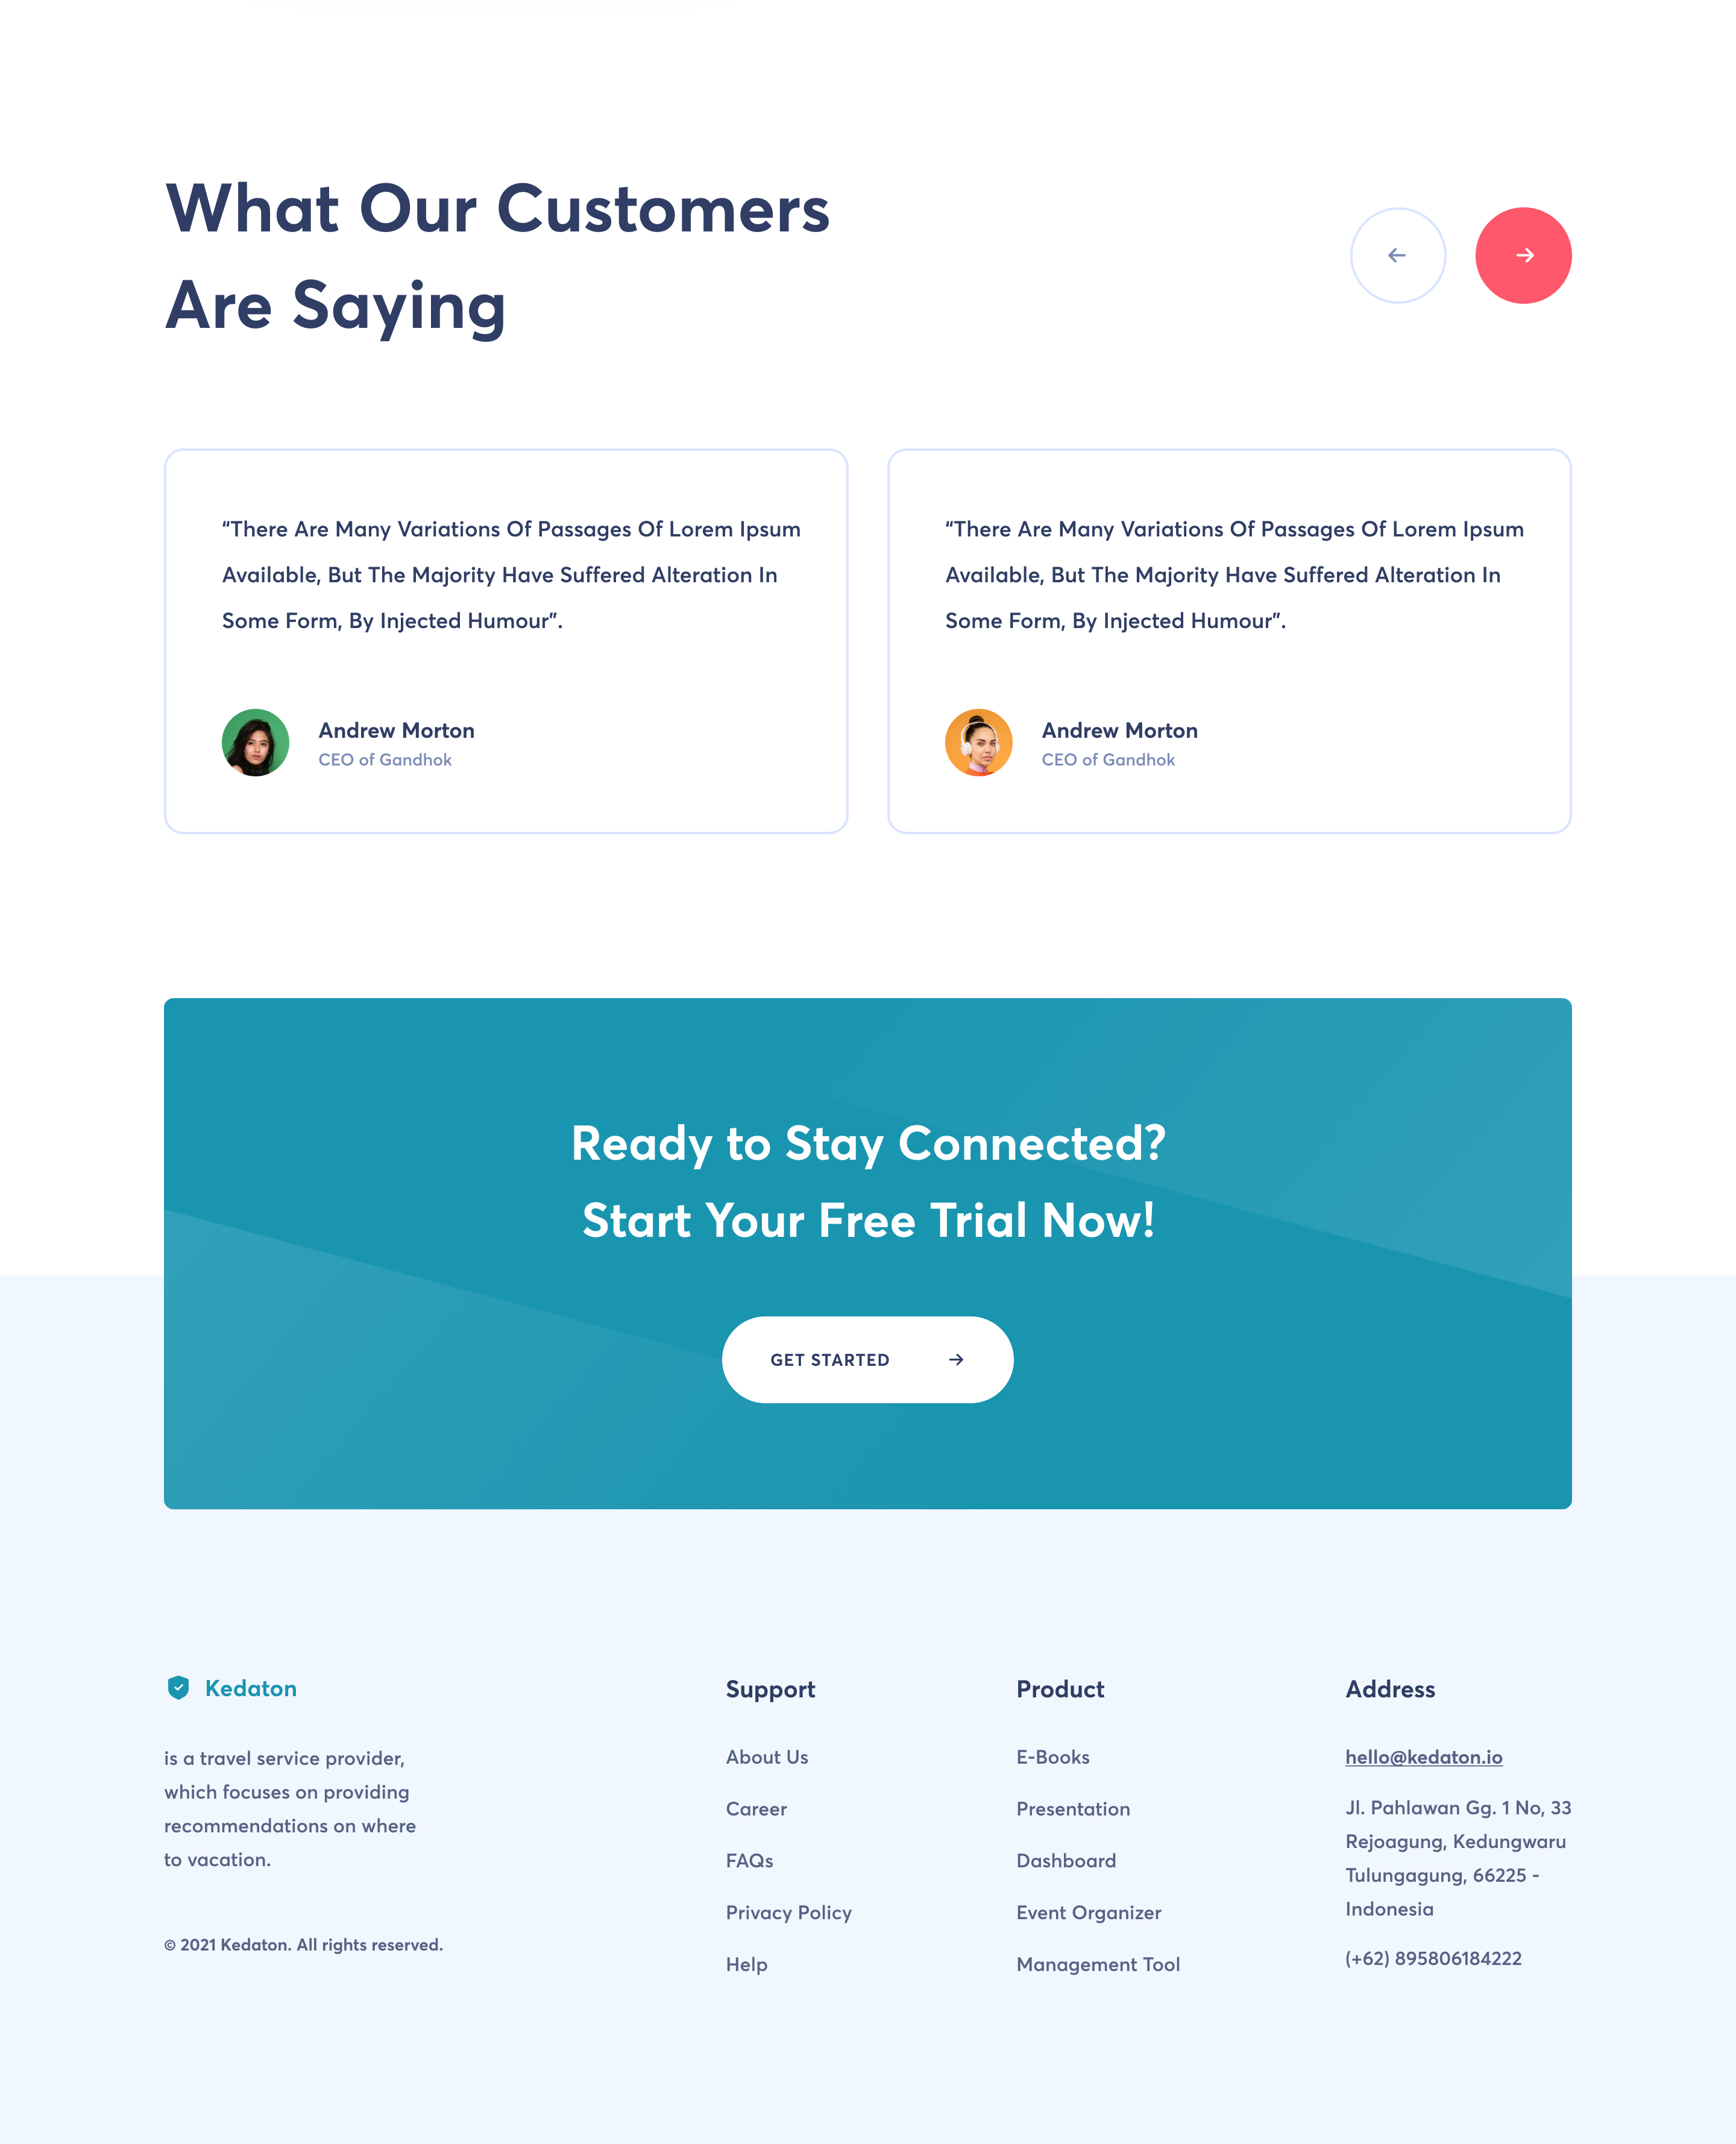 What Our Customers
Are Saying
“There Are Many Variations Of Passages Of Lorem Ipsum
Available, But The Majority Have Suffered Alteration In
Some Form, By Injected Humour”.
Andrew Morton
CEO of Gandhok
“There Are Many Variations Of Passages Of Lorem Ipsum
Available, But The Majority Have Suffered Alteration In
Some Form, By Injected Humour”.
Andrew Morton
CEO of Gandhok
Ready to Stay Connected?
Start Your Free Trial Now!
GET STARTED
Kedaton
is a travel service provider,
which focuses on providing
recommendations on where
to vacation.
© 2021 Kedaton. All rights reserved.
Support
About Us
Career
FAQs
Privacy Policy
Help
Product
E-Books
Presentation
Dashboard
Event Organizer
Management Tool
Address
hello@kedaton.io
Jl. Pahlawan Gg. 1 No, 33
Rejoagung, Kedungwaru
Tulungagung, 66225 -
Indonesia
(+62) 895806184222